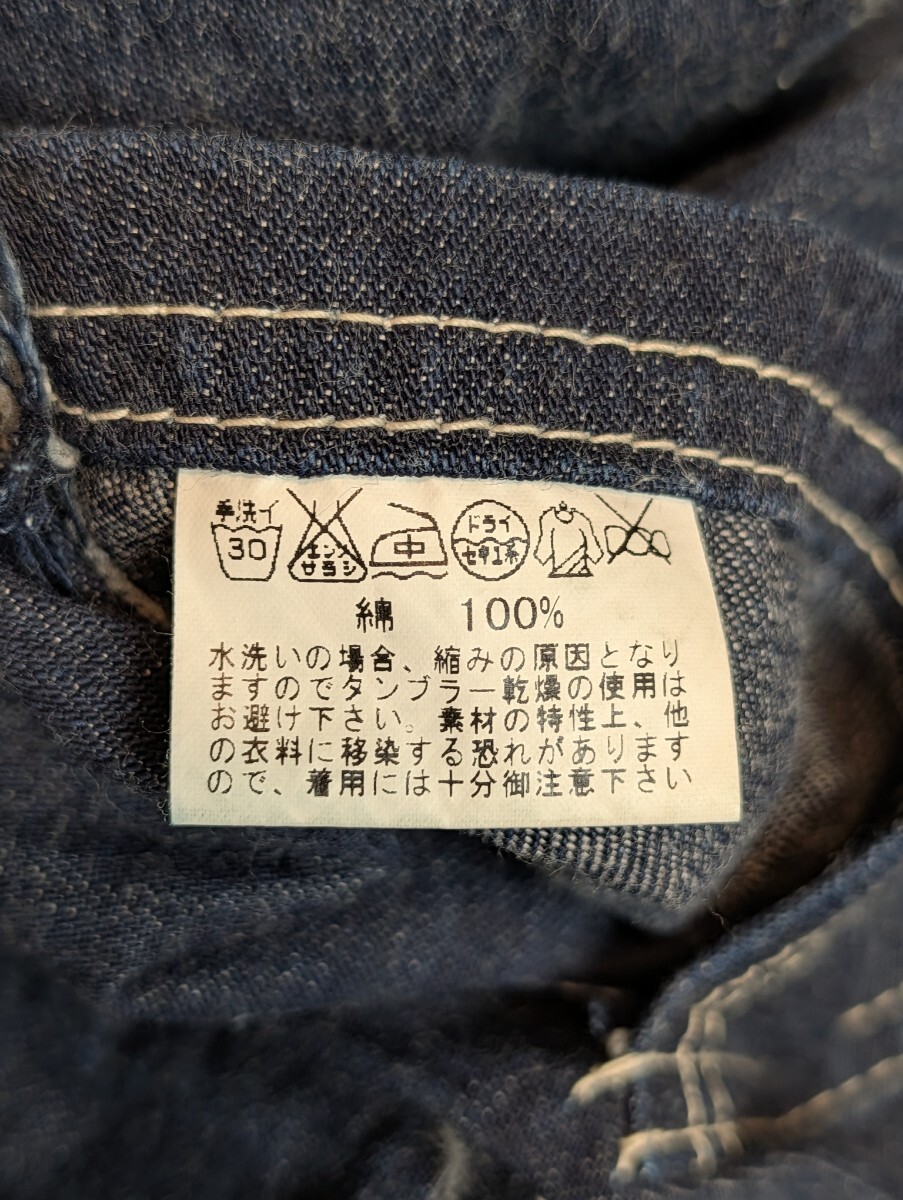 手洗イ
30
エンソ
サラシ
中
ドライ
セキユ系
綿 100%
水洗いの場合、縮みの原因となり
ますのでタンブラー乾燥の使用は
お避け下さい。素材の特性上、他
の衣料に移染する恐れがあります
ので、着用には十分御注意下さい